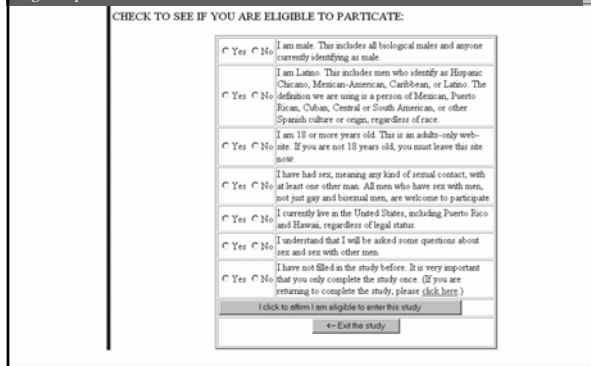 CHECK TO SEE IF YOU ARE ELIGIBLE TO PARTICATE:
Yes No I am male. This includes all biological males and anyone
currently identifying as male.
I am Latino. This includes men who identify as Hispanic
Chicano, Mexican-American, Caribbean, or Latino. The
Yes No definition we are using is a person of Mexican, Puerto
Rican, Cuban, Central or South American, or other
Spanish culture or origin, regardless of race.
I am 18 or more years old. This is an adults-only web-
Yes No site. If you are not 18 years old, you must leave this site
now.
I have had sex, meaning any kind of sexual contact, with
Yes No at least one other man. All men who have sex with men,
not just gay and bisexual men, are welcome to participate.
Yes No I currently live in the United States, including Puerto Rico
and Hawaii, regardless of legal status.
Yes No I understand that I will be asked some questions about
sex and sex with other men.
I have not filled in the study before. It is very important
Yes No that you only complete the study once. (If you are
returning to complete the study, please click here.)
I click to affirm I am eligible to enter this study
<-- Exit the study